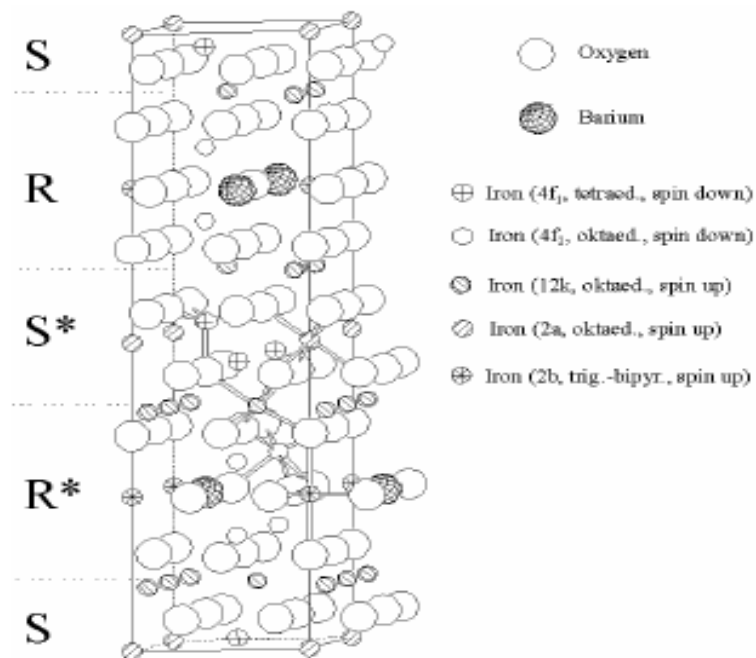 S
R
S*
R*
S
Oxygen
Barium
Iron (4f₁, tetraed., spin down)
Iron (4f₂, oktaed., spin down)
Iron (12k, oktaed., spin up)
Iron (2a, oktaed., spin up)
Iron (2b, trig.-bipyr., spin up)